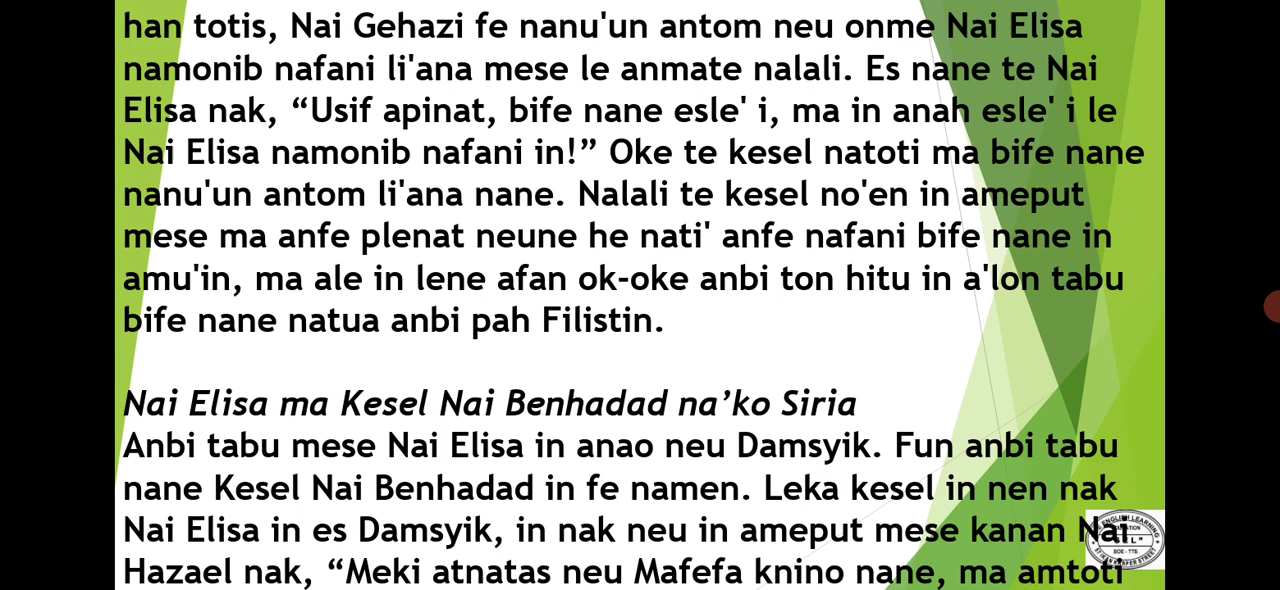 han totis, Nai Gehazi fe nanu'un antom neu onme Nai Elisa
namonib nafani li'ana mese le anmate nalali. Es nane te Nai
Elisa nak, “Usif apinat, bife nane esle' i, ma in anah esle' i le
Nai Elisa namonib nafani in!” Oke te kesel natoti ma bife nane
nanu'un antom li'ana nane. Nalali te kesel no'en in ameput
mese ma anfe plenat neune he nati' anfe nafani bife nane in
amu'in, ma ale in lene afan ok-oke anbi ton hitu in a'lon tabu
bife nane natua anbi pah Filistin.
Nai Elisa ma Kesel Nai Benhadad na’ko Siria
Anbi tabu mese Nai Elisa in anao neu Damsyik. Fun anbi tabu
nane Kesel Nai Benhadad in fe namen. Leka kesel in nen nak
Nai Elisa in es Damsyik, in nak neu in ameput mese kanan Nai
Hazael nak, “Meki atnatas neu Mafefa knino nane, ma amtoti